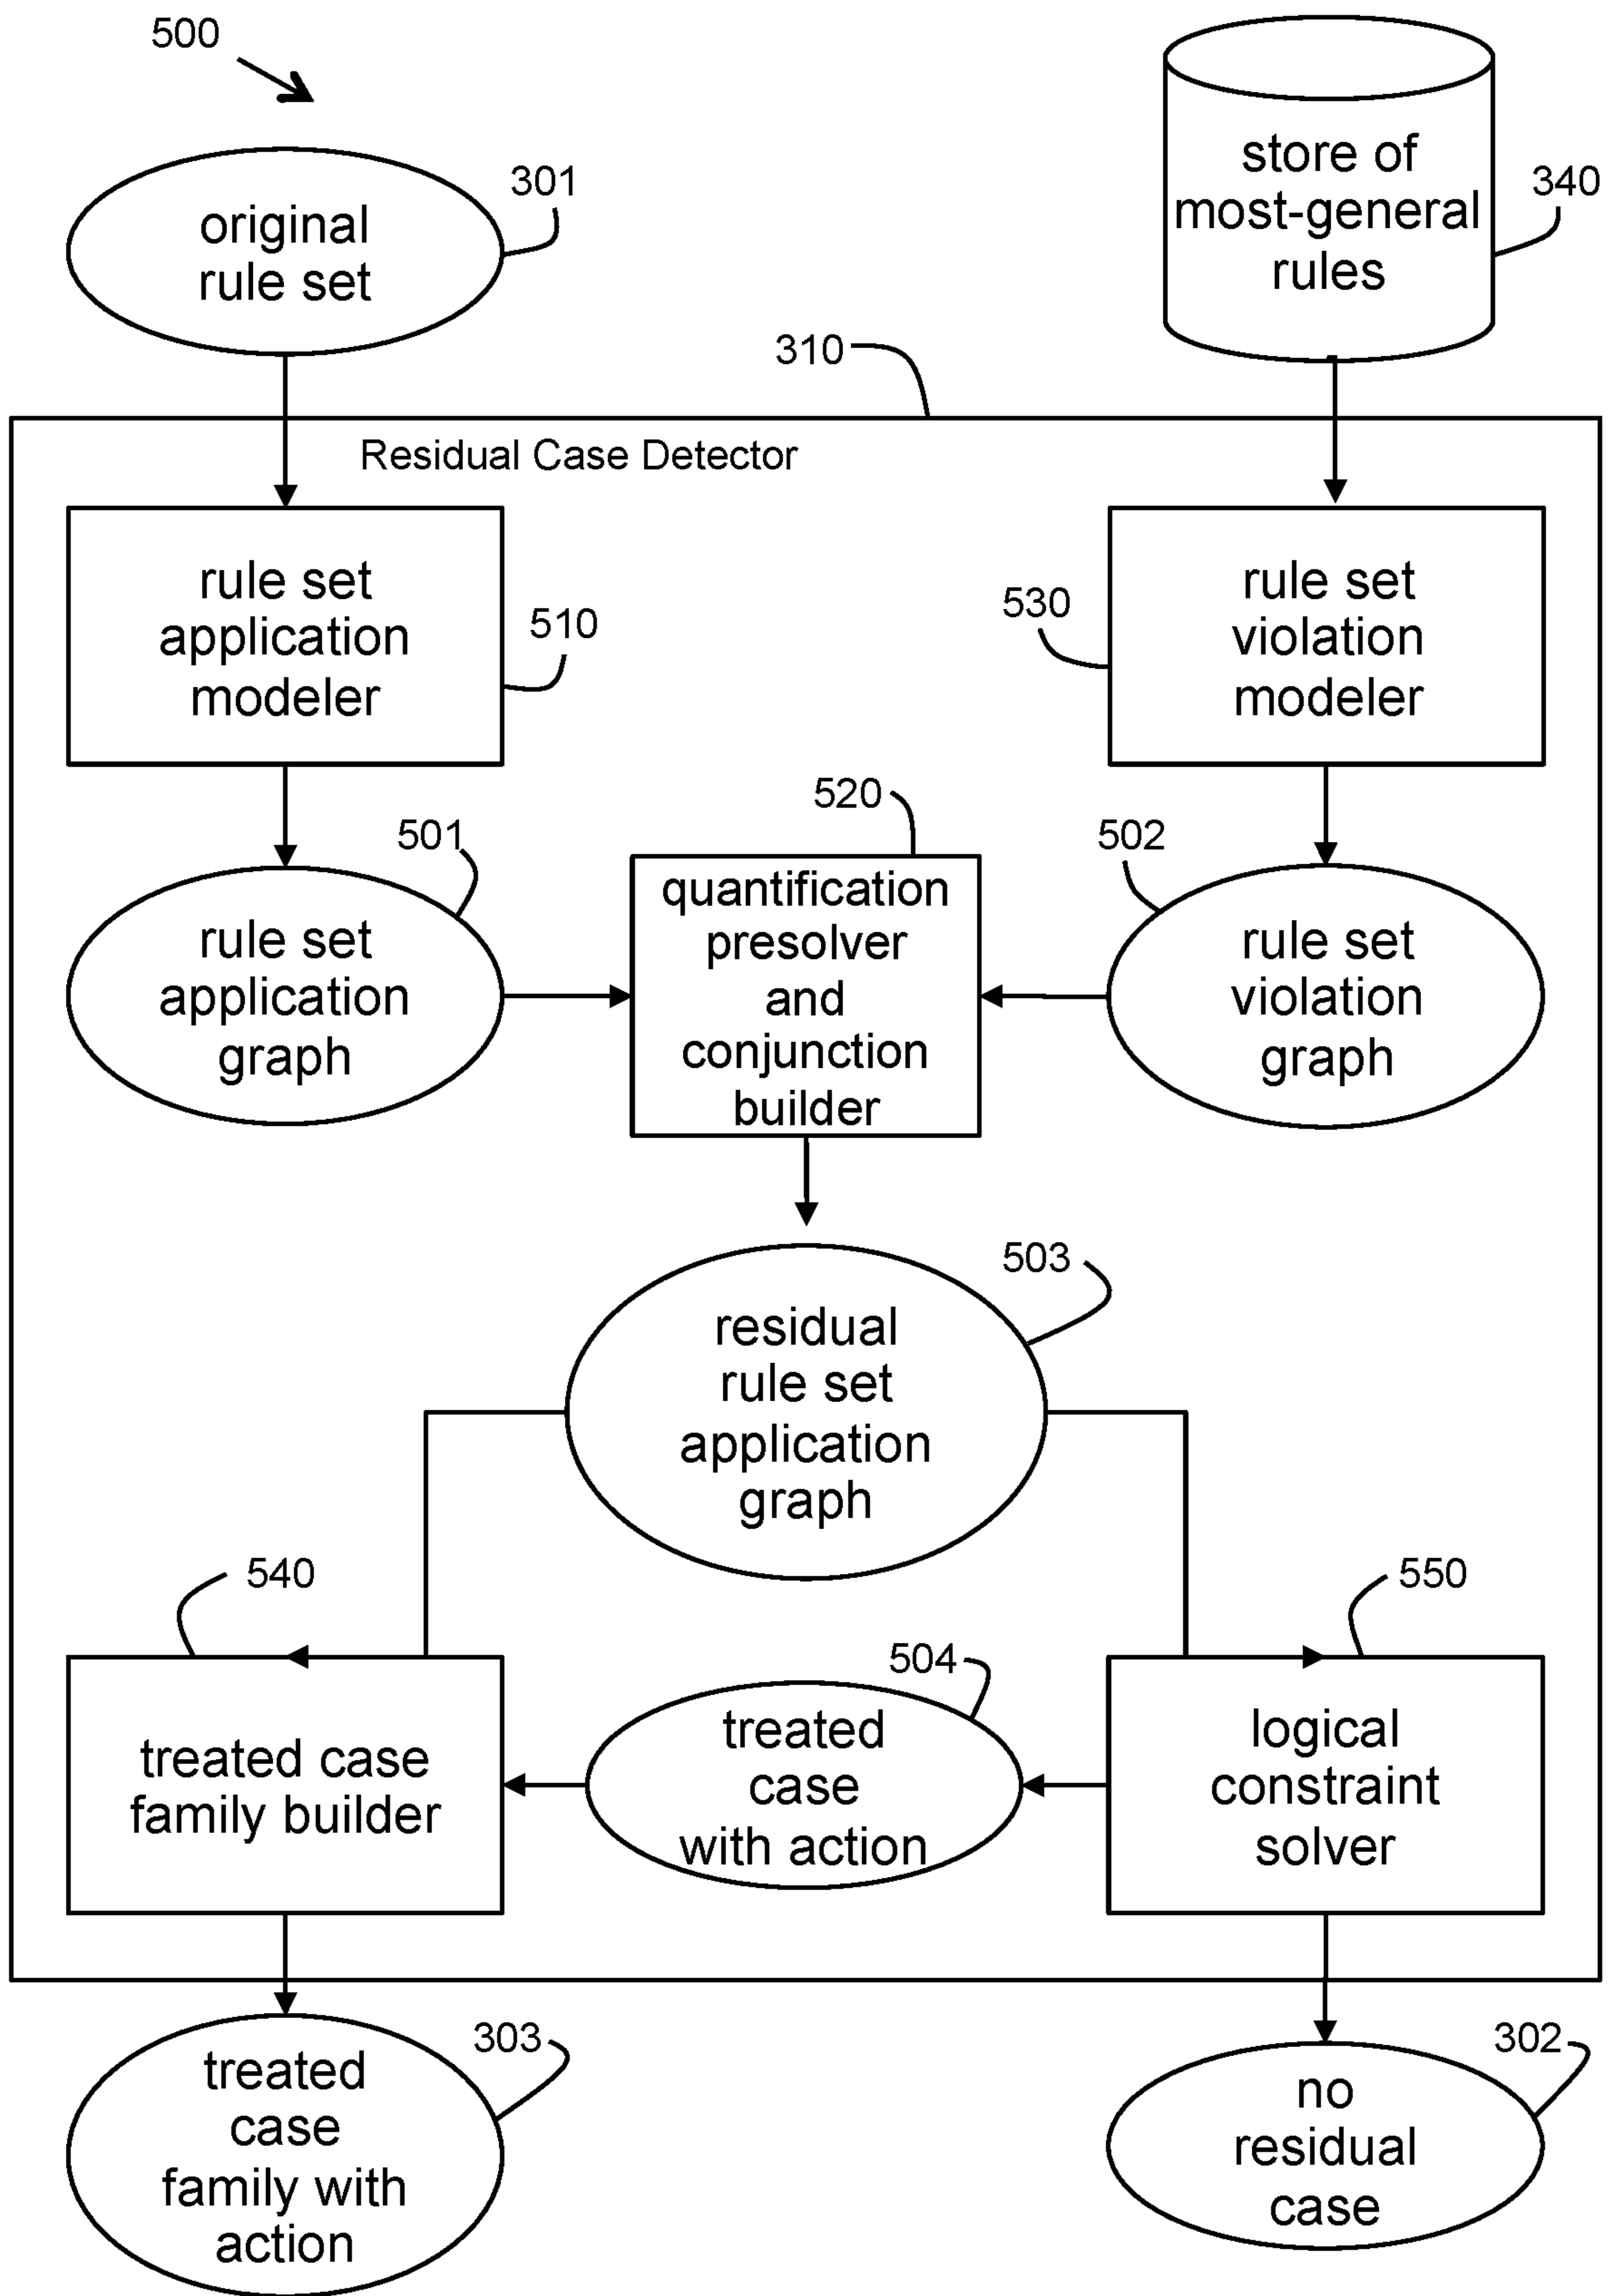 500
original
rule set
301
store of
most-general
rules
340
310
Residual Case Detector
rule set
application
modeler
510
530
rule set
violation
modeler
501
rule set
application
graph
520
quantification
presolver
and
conjunction
builder
502
rule set
violation
graph
503
residual
rule set
application
graph
540
treated case
family builder
504
treated
case
with action
550
logical
constraint
solver
303
treated
case
family with
action
302
no
residual
case